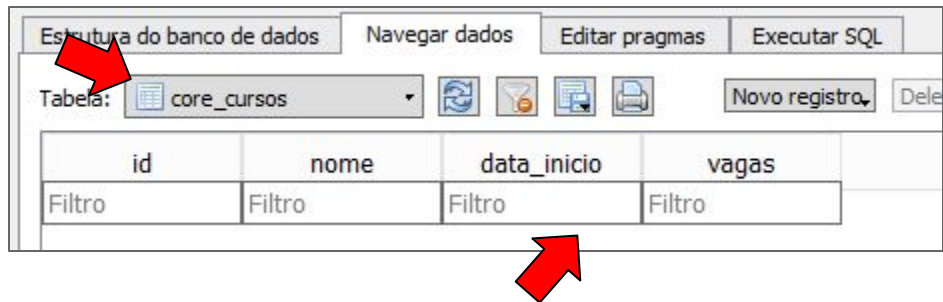 Estrutura do banco de dados Navegar dados Editar pragmas Executar SQL
Tabela: core_cursos Novo registro Dele
id nome data_inicio vagas
Filtro Filtro Filtro Filtro